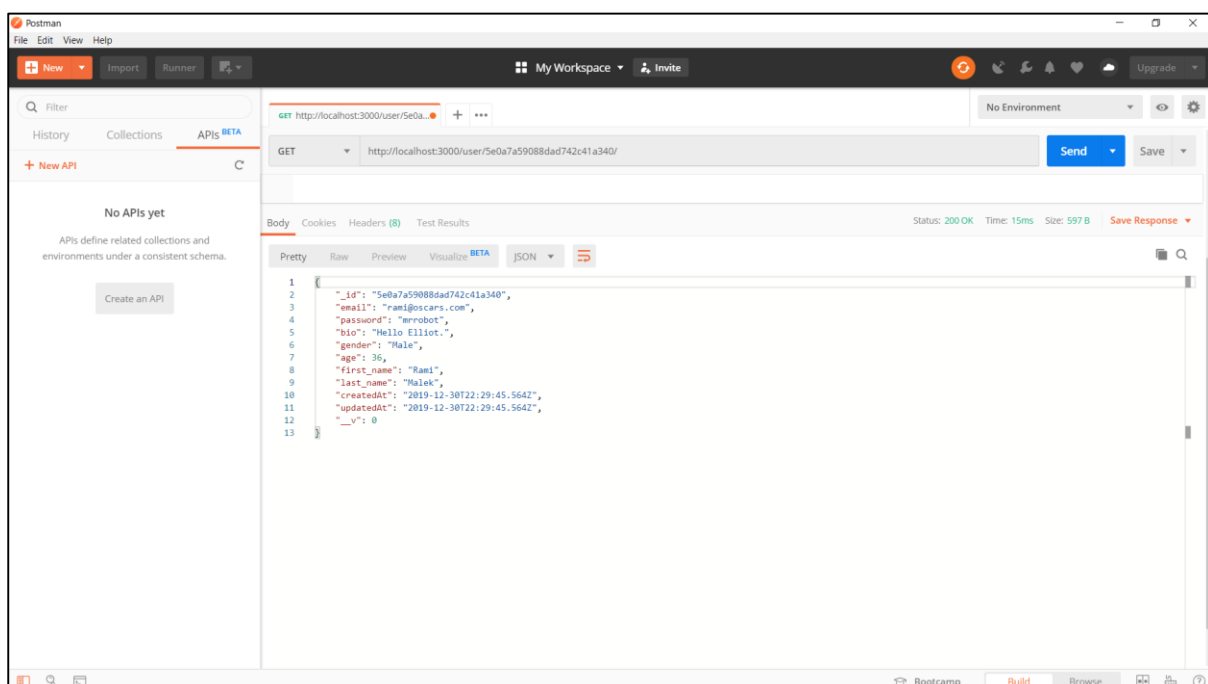 Postman
File Edit View Help
New Import Runner My Workspace Invite Upgrade
Filter
History Collections APIs BETA
+ New API
No APIs yet
APIs define related collections and
environments under a consistent schema.
Create an API
GET http://localhost:3000/user/5e0a... + ••• No Environment
GET http://localhost:3000/user/5e0a7a59088dad742c41a340/ Send Save
Body Cookies Headers (8) Test Results Status: 200 OK Time: 15ms Size: 597 B Save Response
Pretty Raw Preview Visualize BETA JSON
1 {
2 "_id": "5e0a7a59088dad742c41a340",
3 "email": "rami@oscars.com",
4 "password": "mrrobot",
5 "bio": "Hello Elliot.",
6 "gender": "Male",
7 "age": 36,
8 "first_name": "Rami",
9 "last_name": "Malek",
10 "createdAt": "2019-12-30T22:29:45.564Z",
11 "updatedAt": "2019-12-30T22:29:45.564Z",
12 "__v": 0
13 }
Bootcamp Build Browse